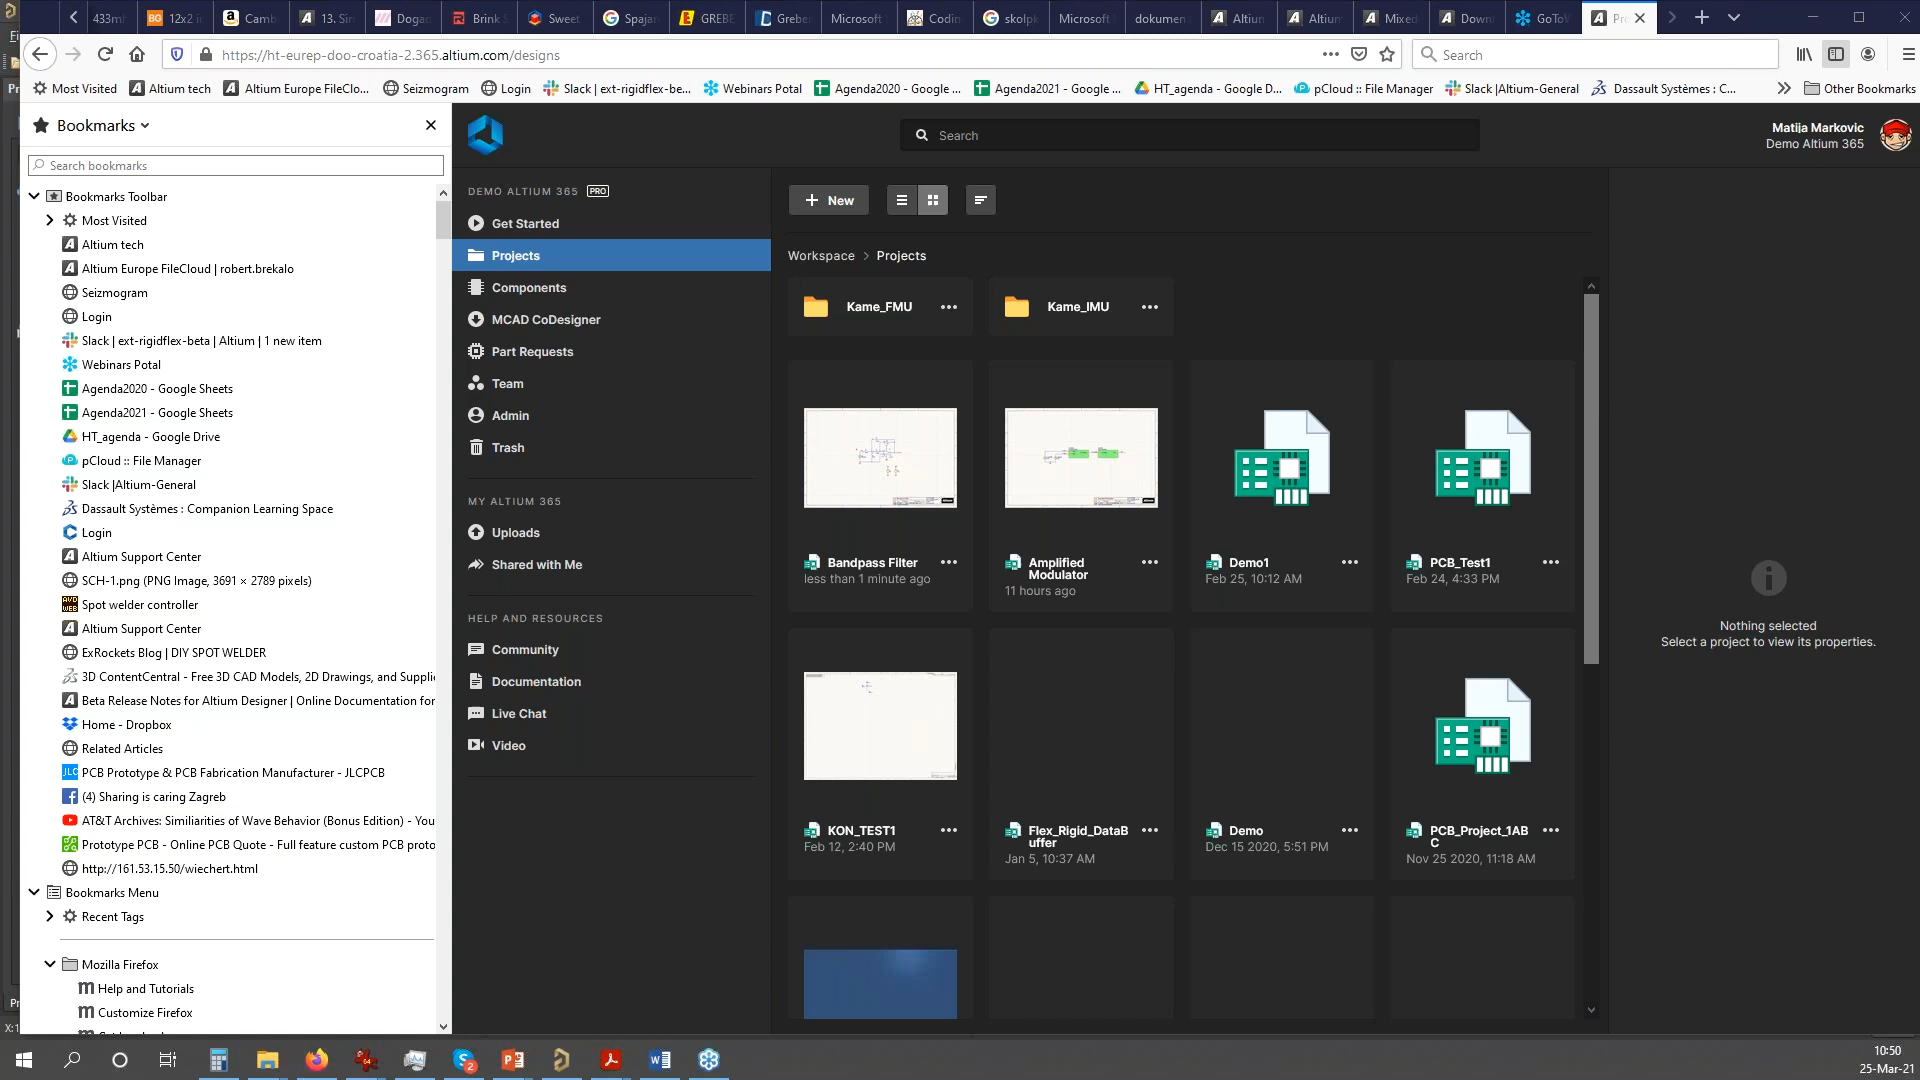 433m
12x2 i
Camb
13. Sin
Dogac
Brink S
Sweet
Spajar
GREBE
Greber
Microsoft
Codin
skolpk
Microsoft
dokumen
Altium
Altium
Mixed
Down
GoToW
Pr
https://ht-eurep-doo-croatia-2.365.altium.com/designs
Search
Most Visited
Altium tech
Altium Europe FileClo...
Seizmogram
Login
Slack | ext-rigidflex-be...
Webinars Potal
Agenda2020 - Google ...
Agenda2021 - Google ...
HT_agenda - Google D...
pCloud :: File Manager
Slack |Altium-General
Dassault Systèmes : C...
Other Bookmarks
Bookmarks
Search bookmarks
Bookmarks Toolbar
Most Visited
Altium tech
Altium Europe FileCloud | robert.brekalo
Seizmogram
Login
Slack | ext-rigidflex-beta | Altium | 1 new item
Webinars Potal
Agenda2020 - Google Sheets
Agenda2021 - Google Sheets
HT_agenda - Google Drive
pCloud :: File Manager
Slack |Altium-General
Dassault Systèmes : Companion Learning Space
Login
Altium Support Center
SCH-1.png (PNG Image, 3691 × 2789 pixels)
Spot welder controller
Altium Support Center
ExRockets Blog | DIY SPOT WELDER
3D ContentCentral - Free 3D CAD Models, 2D Drawings, and Supplie
Beta Release Notes for Altium Designer | Online Documentation for
Home - Dropbox
Related Articles
PCB Prototype & PCB Fabrication Manufacturer - JLCPCB
(4) Sharing is caring Zagreb
AT&T Archives: Similiarities of Wave Behavior (Bonus Edition) - You
Prototype PCB - Online PCB Quote - Full feature custom PCB proto
http://161.53.15.50/wiechert.html
Bookmarks Menu
Recent Tags
Mozilla Firefox
Help and Tutorials
Customize Firefox
Search
Matija Markovic
Demo Altium 365
DEMO ALTIUM 365 PRO
Get Started
Projects
Components
MCAD CoDesigner
Part Requests
Team
Admin
Trash
MY ALTIUM 365
Uploads
Shared with Me
HELP AND RESOURCES
Community
Documentation
Live Chat
Video
New
Workspace > Projects
Kame_FMU
Kame_IMU
Bandpass Filter
less than 1 minute ago
Amplified
Modulator
11 hours ago
Demo1
Feb 25, 10:12 AM
PCB_Test1
Feb 24, 4:33 PM
KON_TEST1
Feb 12, 2:40 PM
Flex_Rigid_DataB
uffer
Jan 5, 10:37 AM
Demo
Dec 15 2020, 5:51 PM
PCB_Project_1AB
C
Nov 25 2020, 11:18 AM
Nothing selected
Select a project to view its properties.
10:50
25-Mar-21